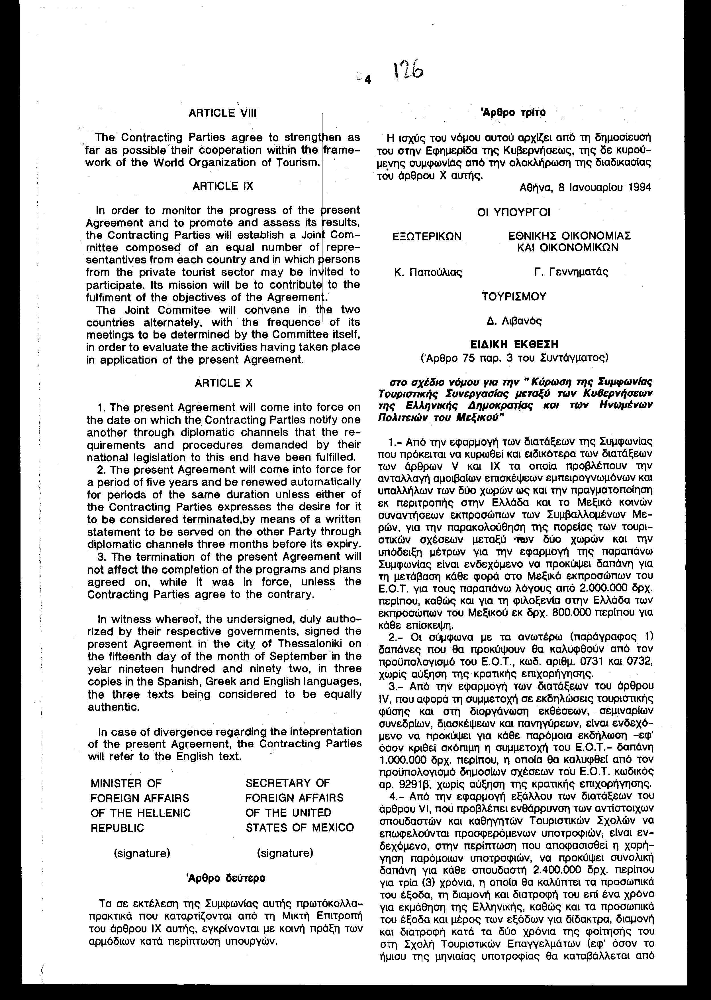 4
126
ARTICLE VIII
The Contracting Parties agree to strengthen as
far as possible their cooperation within the frame-
work of the World Organization of Tourism.
ARTICLE IX
In order to monitor the progress of the present
Agreement and to promote and assess its results,
the Contracting Parties will establish a Joint Com-
mittee composed of an equal number of repre-
sentantives from each country and in which persons
from the private tourist sector may be invited to
participate. Its mission will be to contribute to the
fulfiment of the objectives of the Agreement.
The Joint Commitee will convene in the two
countries alternately, with the frequence of its
meetings to be determined by the Committee itself,
in order to evaluate the activities having taken place
in application of the present Agreement.
ARTICLE X
1. The present Agreement will come into force on
the date on which the Contracting Parties notify one
another through diplomatic channels that the re-
quirements and procedures demanded by their
national legislation to this end have been fulfilled.
2. The present Agreement will come into force for
a period of five years and be renewed automatically
for periods of the same duration unless either of
the Contracting Parties expresses the desire for it
to be considered terminated,by means of a written
statement to be served on the other Party through
diplomatic channels three months before its expiry.
3. The termination of the present Agreement will
not affect the completion of the programs and plans
agreed on, while it was in force, unless the
Contracting Parties agree to the contrary.
In witness whereof, the undersigned, duly autho-
rized by their respective governments, signed the
present Agreement in the city of Thessaloniki on
the fifteenth day of the month of September in the
year nineteen hundred and ninety two, in three
copies in the Spanish, Greek and English languages,
the three texts being considered to be equally
authentic.
In case of divergence regarding the inteprentation
of the present Agreement, the Contracting Parties
will refer to the English text.
MINISTER OF
FOREIGN AFFAIRS
OF THE HELLENIC
REPUBLIC
(signature)
SECRETARY OF
FOREIGN AFFAIRS
OF THE UNITED
STATES OF MEXICO
(signature)
Άρθρο δεύτερο
Τα σε εκτέλεση της Συμφωνίας αυτής πρωτόκολλα-
πρακτικά που καταρτίζονται από τη Μικτή Επιτροπή
του άρθρου ΙΧ αυτής, εγκρίνονται με κοινή πράξη των
αρμόδιων κατά περίπτωση υπουργών.
Άρθρο τρίτο
Η ισχύς του νόμου αυτού αρχίζει από τη δημοσίευσή
του στην Εφημερίδα της Κυβερνήσεως, της δε κυρού-
μενης συμφωνίας από την ολοκλήρωση της διαδικασίας
του άρθρου Χ αυτής.
Αθήνα, 8 Ιανουαρίου 1994
ΟΙ ΥΠΟΥΡΓΟΙ
ΕΞΩΤΕΡΙΚΩΝ
Κ. Παπούλιας
ΕΘΝΙΚΗΣ ΟΙΚΟΝΟΜΙΑΣ
ΚΑΙ ΟΙΚΟΝΟΜΙΚΩΝ
Γ. Γεννηματάς
ΤΟΥΡΙΣΜΟΥ
Δ. Λιβανός
ΕΙΔΙΚΗ ΕΚΘΕΣΗ
(Άρθρο 75 παρ. 3 του Συντάγματος)
στο σχέδιο νόμου για την "Κύρωση της Συμφωνίας
Τουριστικής Συνεργασίας μεταξύ των Κυβερνήσεων
της Ελληνικής Δημοκρατίας και των Ηνωμένων
Πολιτειών του Μεξικού"
1.- Από την εφαρμογή των διατάξεων της Συμφωνίας
που πρόκειται να κυρωθεί και ειδικότερα των διατάξεων
των άρθρων V και IX τα οποία προβλέπουν την
ανταλλαγή αμοιβαίων επισκέψεων εμπειρογνωμόνων και
υπαλλήλων των δύο χωρών ως και την πραγματοποίηση
εκ περιτροπής στην Ελλάδα και το Μεξικό κοινών
συναντήσεων εκπροσώπων των Συμβαλλομένων Με-
ρών, για την παρακολούθηση της πορείας των τουρι-
στικών σχέσεων μεταξύ των δύο χωρών και την
υπόδειξη μέτρων για την εφαρμογή της παραπάνω
Συμφωνίας είναι ενδεχόμενο να προκύψει δαπάνη για
τη μετάβαση κάθε φορά στο Μεξικό εκπροσώπων του
Ε.Ο.Τ. για τους παραπάνω λόγους από 2.000.000 δρχ.
περίπου, καθώς και για τη φιλοξενία στην Ελλάδα των
εκπροσώπων του Μεξικού εκ δρχ. 800.000 περίπου για
κάθε επίσκεψη.
2.- Οι σύμφωνα με τα ανωτέρω (παράγραφος 1)
δαπάνες που θα προκύψουν θα καλυφθούν από τον
προϋπολογισμό του Ε.Ο.Τ., κωδ. αριθμ. 0731 και 0732,
χωρίς αύξηση της κρατικής επιχορήγησης.
3.- Από την εφαρμογή των διατάξεων του άρθρου
IV, που αφορά τη συμμετοχή σε εκδηλώσεις τουριστικής
φύσης και στη διοργάνωση εκθέσεων, σεμιναρίων
συνεδρίων, διασκέψεων και πανηγύρεων, είναι ενδεχό-
μενο να προκύψει για κάθε παρόμοια εκδήλωση -εφ'
όσον κριθεί σκόπιμη η συμμετοχή του Ε.Ο.Τ.- δαπάνη
1.000.000 δρχ. περίπου, η οποία θα καλυφθεί από τον
προϋπολογισμό δημοσίων σχέσεων του Ε.Ο.Τ. κωδικός
αρ. 9291β, χωρίς αύξηση της κρατικής επιχορήγησης.
4.- Από την εφαρμογή εξάλλου των διατάξεων του
άρθρου VI, που προβλέπει ενθάρρυνση των αντίστοιχων
σπουδαστών και καθηγητών Τουριστικών Σχολών να
επωφελούνται προσφερόμενων υποτροφιών, είναι εν-
δεχόμενο, στην περίπτωση που αποφασισθεί η χορή-
γηση παρόμοιων υποτροφιών, να προκύψει συνολική
δαπάνη για κάθε σπουδαστή 2.400.000 δρχ. περίπου
για τρία (3) χρόνια, η οποία θα καλύπτει τα προσωπικά
του έξοδα, τη διαμονή και διατροφή του επί ένα χρόνο
για εκμάθηση της Ελληνικής, καθώς και τα προσωπικά
του έξοδα και μέρος των εξόδων για δίδακτρα, διαμονή
και διατροφή κατά τα δύο χρόνια της φοίτησής του
στη Σχολή Τουριστικών Επαγγελμάτων (εφ' όσον το
ήμισυ της μηνιαίας υποτροφίας θα καταβάλλεται από